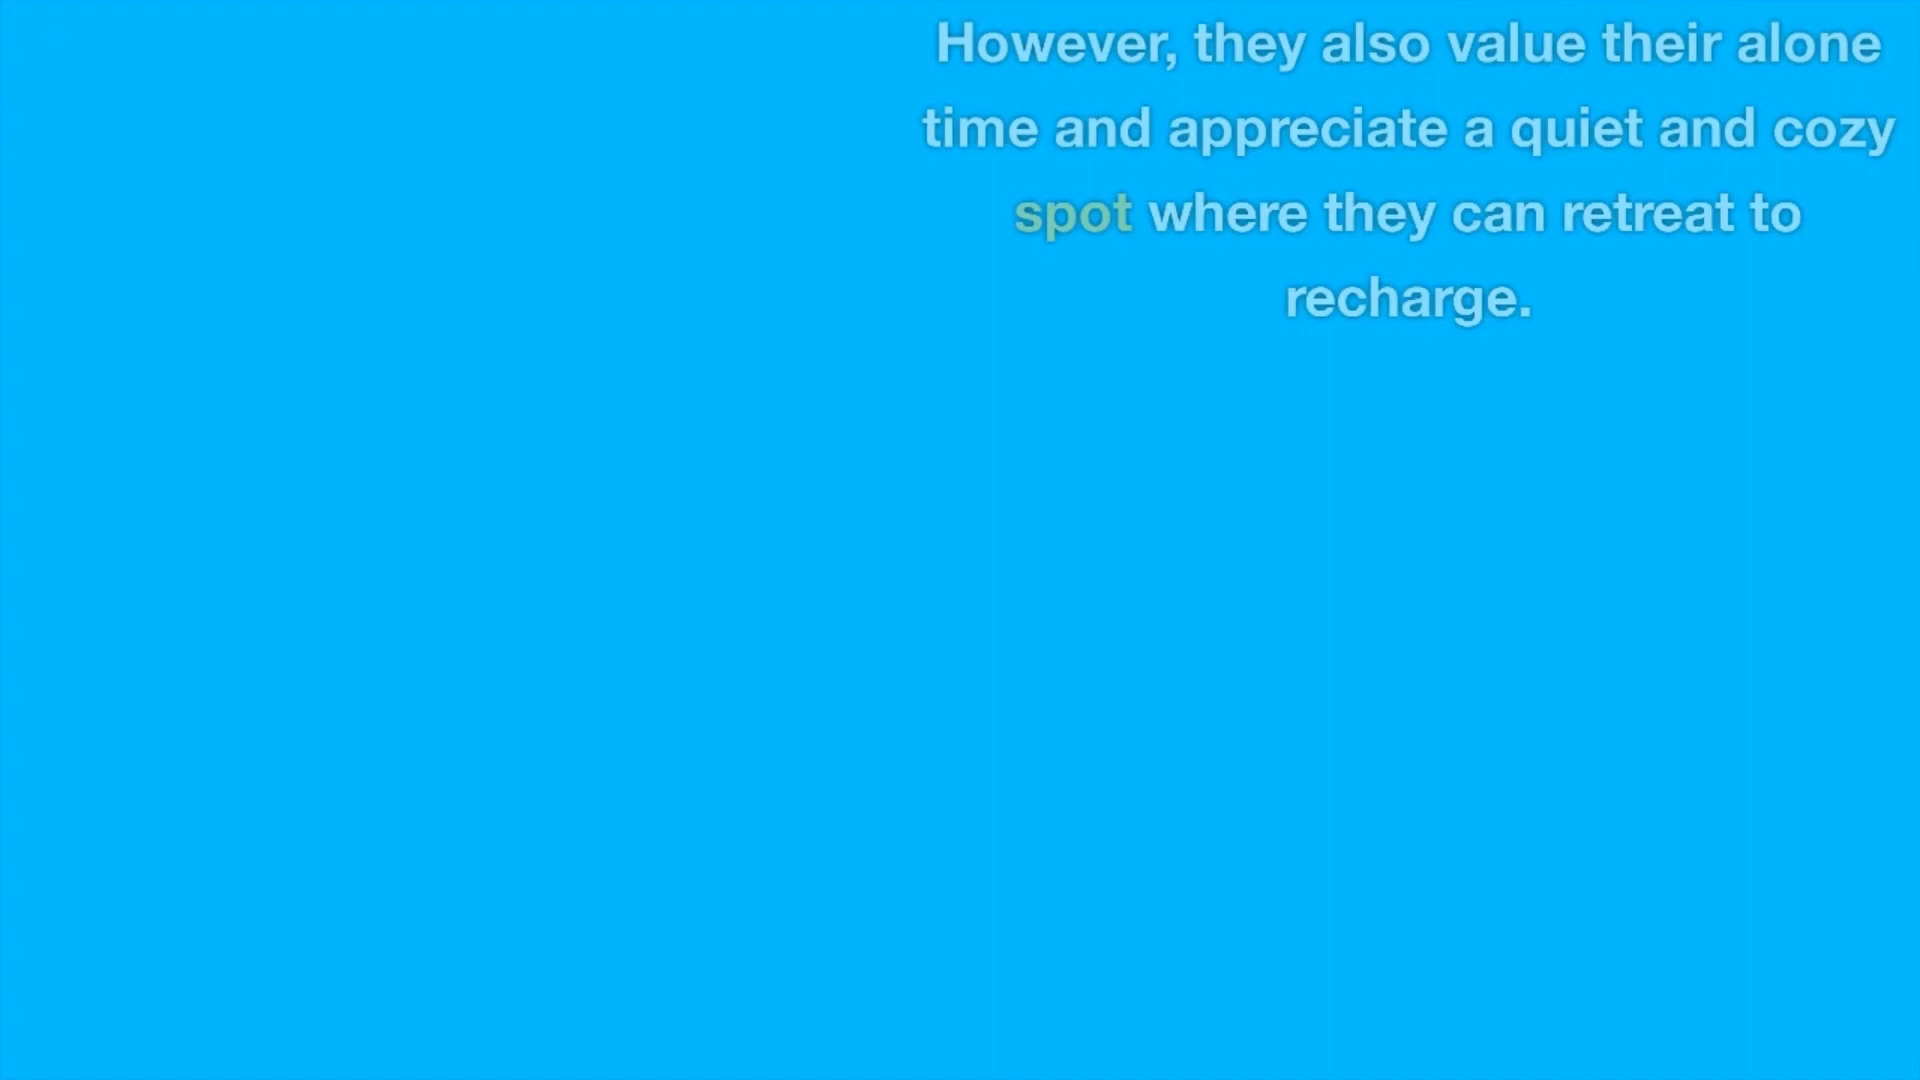 However, they also value their alone
time and appreciate a quiet and cozy
spot where they can retreat to
recharge.